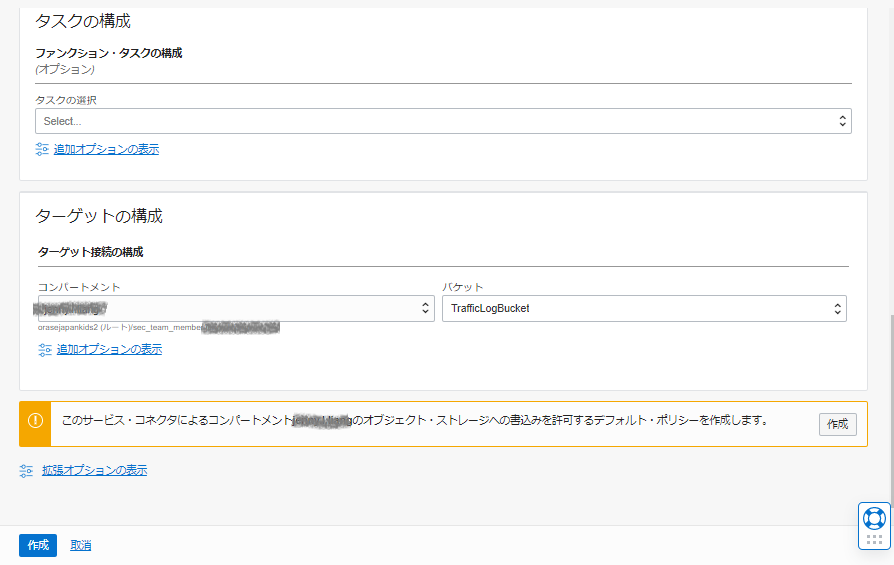 タスクの構成
ファンクション・タスクの構成
(オプション)
タスクの選択
Select...
追加オプションの表示
ターゲットの構成
ターゲット接続の構成
コンパートメント
バケット
TrafficLogBucket
orasejapankids2 (ルート)/sec_team_member
追加オプションの表示
このサービス・コネクタによるコンパートメント のオブジェクト・ストレージへの書込みを許可するデフォルト・ポリシーを作成します。
作成
拡張オプションの表示
作成
取消